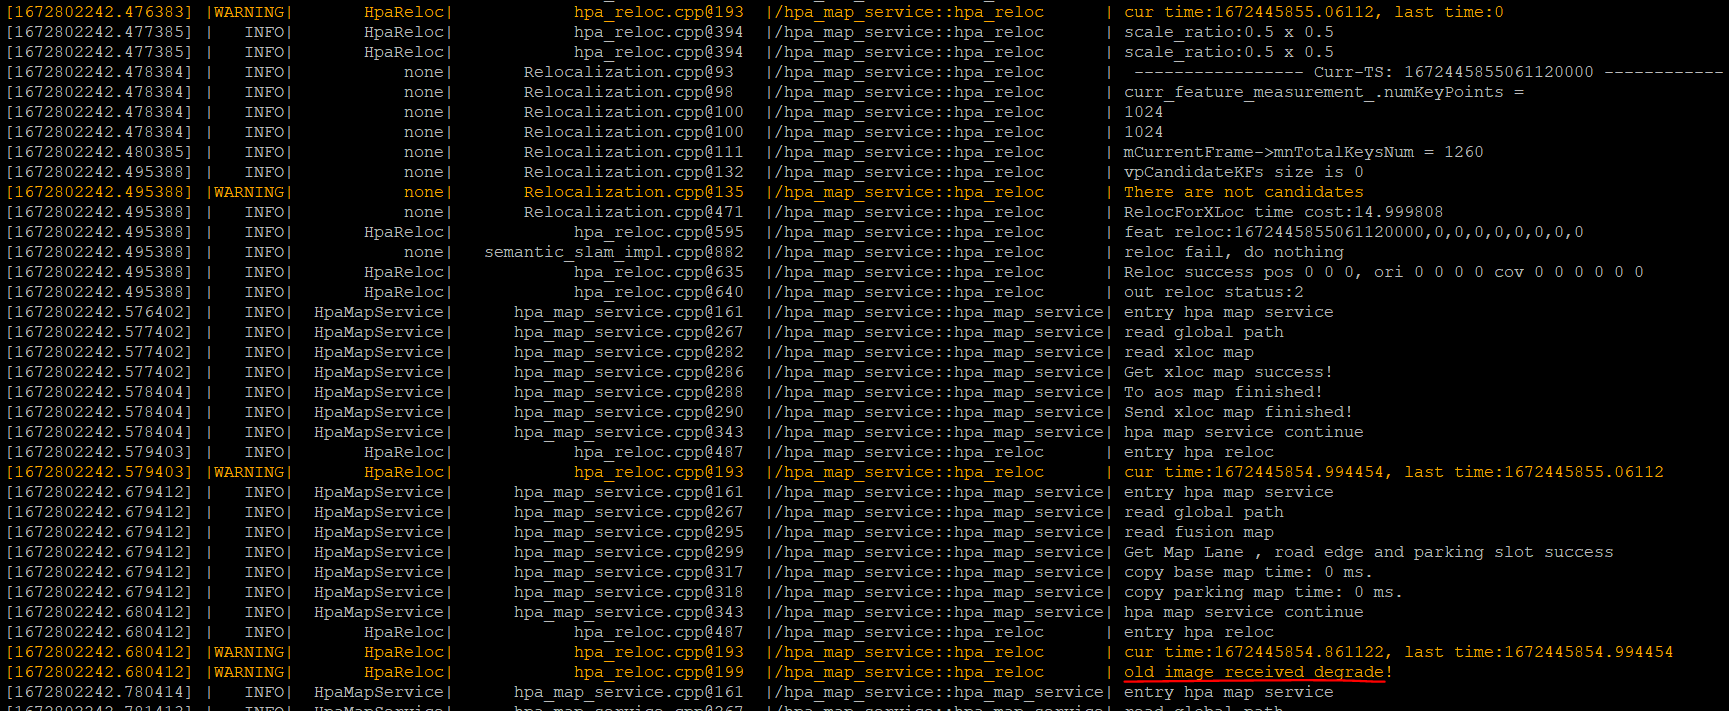 [1672802242.476383] |WARNING| HpaReloc| hpa_reloc.cpp@193 |/hpa_map_service::hpa_reloc | cur time:1672445855.06112, last time:0
[1672802242.477385] | INFO| HpaReloc| hpa_reloc.cpp@394 |/hpa_map_service::hpa_reloc | scale_ratio:0.5 x 0.5
[1672802242.477385] | INFO| HpaReloc| hpa_reloc.cpp@394 |/hpa_map_service::hpa_reloc | scale_ratio:0.5 x 0.5
[1672802242.478384] | INFO| none| Relocalization.cpp@93 |/hpa_map_service::hpa_reloc | ----------------- Curr-TS: 1672445855061120000 ------------
[1672802242.478384] | INFO| none| Relocalization.cpp@98 |/hpa_map_service::hpa_reloc | curr_feature_measurement_.numKeyPoints =
[1672802242.478384] | INFO| none| Relocalization.cpp@100 |/hpa_map_service::hpa_reloc | 1024
[1672802242.478384] | INFO| none| Relocalization.cpp@100 |/hpa_map_service::hpa_reloc | 1024
[1672802242.480385] | INFO| none| Relocalization.cpp@111 |/hpa_map_service::hpa_reloc | mCurrentFrame->mnTotalKeysNum = 1260
[1672802242.495388] | INFO| none| Relocalization.cpp@132 |/hpa_map_service::hpa_reloc | vpCandidateKFs size is 0
[1672802242.495388] |WARNING| none| Relocalization.cpp@135 |/hpa_map_service::hpa_reloc | There are not candidates
[1672802242.495388] | INFO| none| Relocalization.cpp@471 |/hpa_map_service::hpa_reloc | RelocForXLoc time cost:14.999808
[1672802242.495388] | INFO| HpaReloc| hpa_reloc.cpp@595 |/hpa_map_service::hpa_reloc | feat reloc:1672445855061120000,0,0,0,0,0,0,0,0
[1672802242.495388] | INFO| none| semantic_slam_impl.cpp@882 |/hpa_map_service::hpa_reloc | reloc fail, do nothing
[1672802242.495388] | INFO| HpaReloc| hpa_reloc.cpp@635 |/hpa_map_service::hpa_reloc | Reloc success pos 0 0 0, ori 0 0 0 0 cov 0 0 0 0 0 0
[1672802242.495388] | INFO| HpaReloc| hpa_reloc.cpp@640 |/hpa_map_service::hpa_reloc | out reloc status:2
[1672802242.576402] | INFO| HpaMapService| hpa_map_service.cpp@161 |/hpa_map_service::hpa_map_service| entry hpa map service
[1672802242.577402] | INFO| HpaMapService| hpa_map_service.cpp@267 |/hpa_map_service::hpa_map_service| read global path
[1672802242.577402] | INFO| HpaMapService| hpa_map_service.cpp@282 |/hpa_map_service::hpa_map_service| read xloc map
[1672802242.577402] | INFO| HpaMapService| hpa_map_service.cpp@286 |/hpa_map_service::hpa_map_service| Get xloc map success!
[1672802242.578404] | INFO| HpaMapService| hpa_map_service.cpp@288 |/hpa_map_service::hpa_map_service| To aos map finished!
[1672802242.578404] | INFO| HpaMapService| hpa_map_service.cpp@290 |/hpa_map_service::hpa_map_service| Send xloc map finished!
[1672802242.578404] | INFO| HpaMapService| hpa_map_service.cpp@343 |/hpa_map_service::hpa_map_service| hpa map service continue
[1672802242.579403] | INFO| HpaReloc| hpa_reloc.cpp@487 |/hpa_map_service::hpa_reloc | entry hpa reloc
[1672802242.579403] |WARNING| HpaReloc| hpa_reloc.cpp@193 |/hpa_map_service::hpa_reloc | cur time:1672445854.994454, last time:1672445855.06112
[1672802242.679412] | INFO| HpaMapService| hpa_map_service.cpp@161 |/hpa_map_service::hpa_map_service| entry hpa map service
[1672802242.679412] | INFO| HpaMapService| hpa_map_service.cpp@267 |/hpa_map_service::hpa_map_service| read global path
[1672802242.679412] | INFO| HpaMapService| hpa_map_service.cpp@295 |/hpa_map_service::hpa_map_service| read fusion map
[1672802242.679412] | INFO| HpaMapService| hpa_map_service.cpp@299 |/hpa_map_service::hpa_map_service| Get Map Lane , road edge and parking slot success
[1672802242.679412] | INFO| HpaMapService| hpa_map_service.cpp@317 |/hpa_map_service::hpa_map_service| copy base map time: 0 ms.
[1672802242.679412] | INFO| HpaMapService| hpa_map_service.cpp@318 |/hpa_map_service::hpa_map_service| copy parking map time: 0 ms.
[1672802242.680412] | INFO| HpaMapService| hpa_map_service.cpp@343 |/hpa_map_service::hpa_map_service| hpa map service continue
[1672802242.680412] | INFO| HpaReloc| hpa_reloc.cpp@487 |/hpa_map_service::hpa_reloc | entry hpa reloc
[1672802242.680412] |WARNING| HpaReloc| hpa_reloc.cpp@193 |/hpa_map_service::hpa_reloc | cur time:1672445854.861122, last time:1672445854.994454
[1672802242.680412] |WARNING| HpaReloc| hpa_reloc.cpp@199 |/hpa_map_service::hpa_reloc | old image received degrade!
[1672802242.780414] | INFO| HpaMapService| hpa_map_service.cpp@161 |/hpa_map_service::hpa_map_service| entry hpa map service